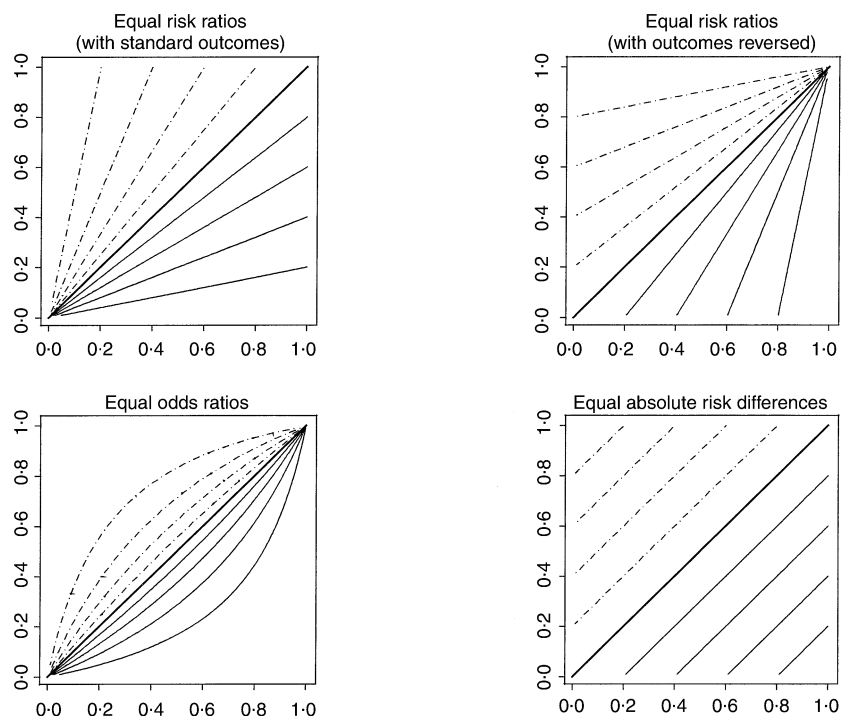 Equal risk ratios
(with standard outcomes)
1·0
0·8
0·6
0·4
0·2
0·0
0·0 0·2 0·4 0·6 0·8 1·0
Equal risk ratios
(with outcomes reversed)
1·0
0·8
0·6
0·4
0·2
0·0
0·0 0·2 0·4 0·6 0·8 1·0
Equal odds ratios
1·0
0·8
0·6
0·4
0·2
0·0
0·0 0·2 0·4 0·6 0·8 1·0
Equal absolute risk differences
1·0
0·8
0·6
0·4
0·2
0·0
0·0 0·2 0·4 0·6 0·8 1·0